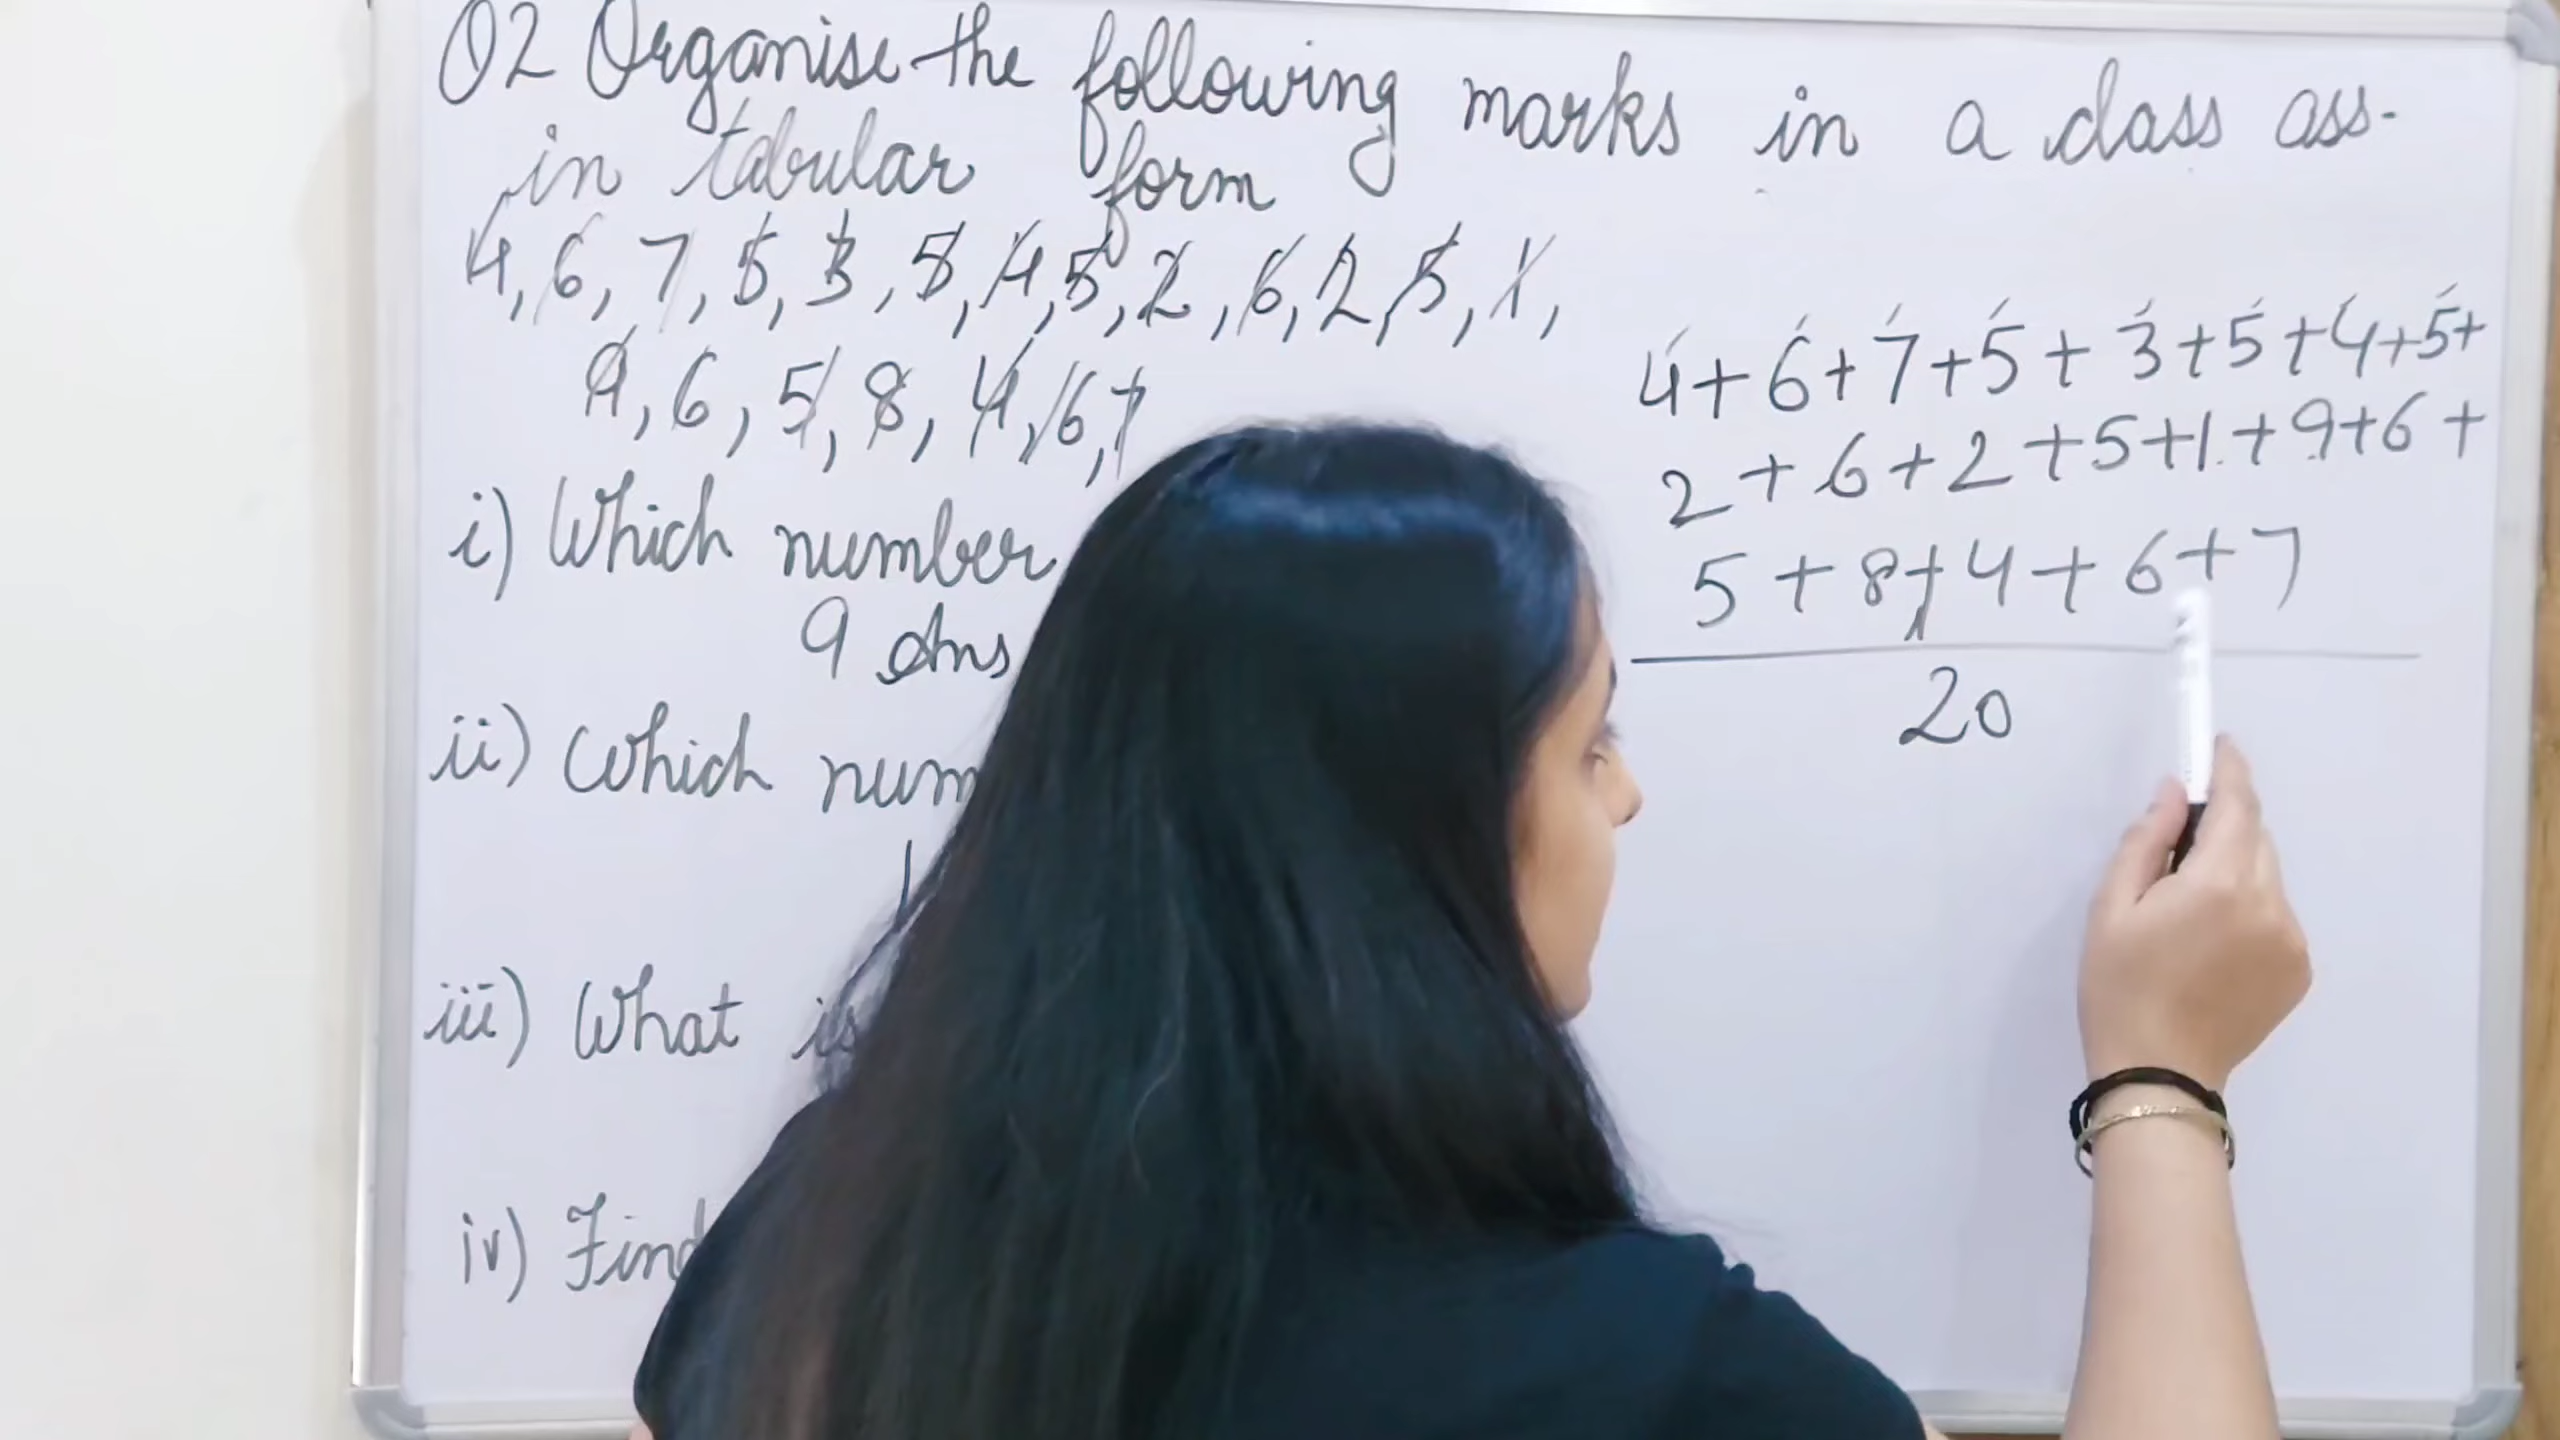 Q2 Organise the following marks in a class ass.
in tabular form
4, 6, 7, 5, 3, 5, 4, 5, 2, 6, 2, 5, 1,
9, 6, 5, 8, 4, 6, 7
i) Which number
9 Ans
ii) Which num
1
iii) What is
iv) Find
4+6+7+5+3+5+4+5+
2+6+2+5+1+9+6+
5+8+4+6+7
20